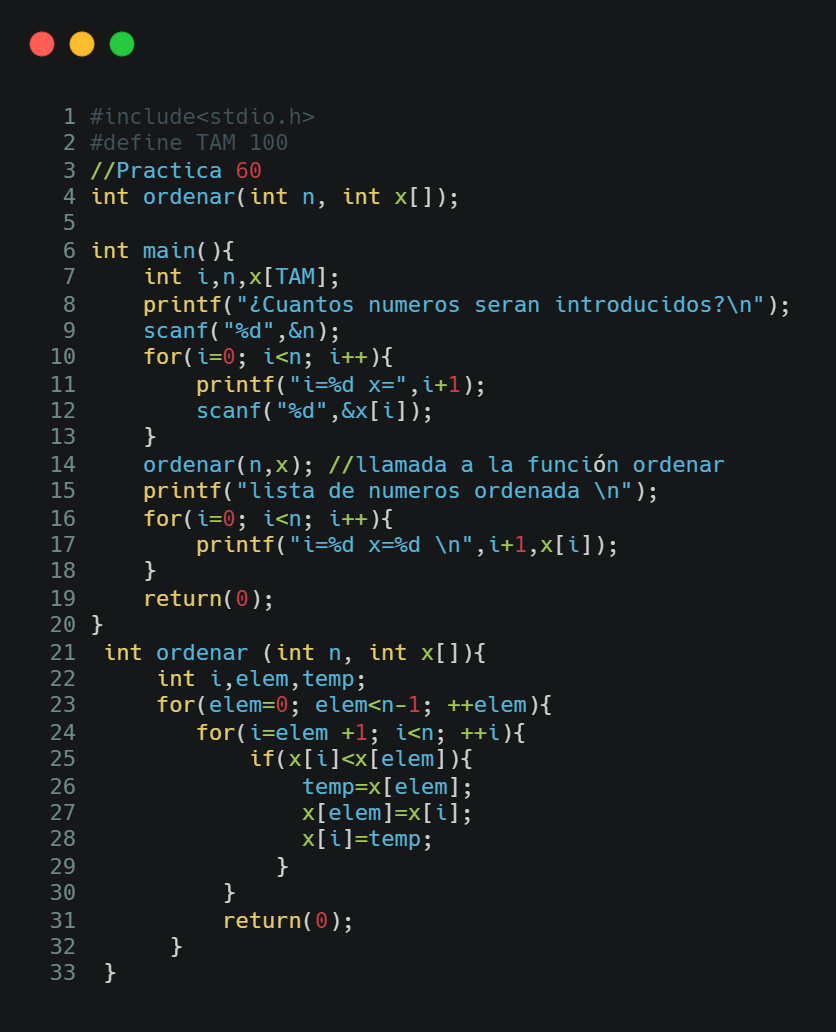 1 #include<stdio.h>
2 #define TAM 100
3 //Practica 60
4 int ordenar(int n, int x[]);
5
6 int main(){
7     int i,n,x[TAM];
8     printf("¿Cuantos numeros seran introducidos?\n");
9     scanf("%d",&n);
10     for(i=0; i<n; i++){
11         printf("i=%d x=",i+1);
12         scanf("%d",&x[i]);
13     }
14     ordenar(n,x); //llamada a la función ordenar
15     printf("lista de numeros ordenada \n");
16     for(i=0; i<n; i++){
17         printf("i=%d x=%d \n",i+1,x[i]);
18     }
19     return(0);
20 }
21  int ordenar (int n, int x[]){
22      int i,elem,temp;
23      for(elem=0; elem<n-1; ++elem){
24         for(i=elem +1; i<n; ++i){
25             if(x[i]<x[elem]){
26                 temp=x[elem];
27                 x[elem]=x[i];
28                 x[i]=temp;
29               }
30           }
31           return(0);
32       }
33  }